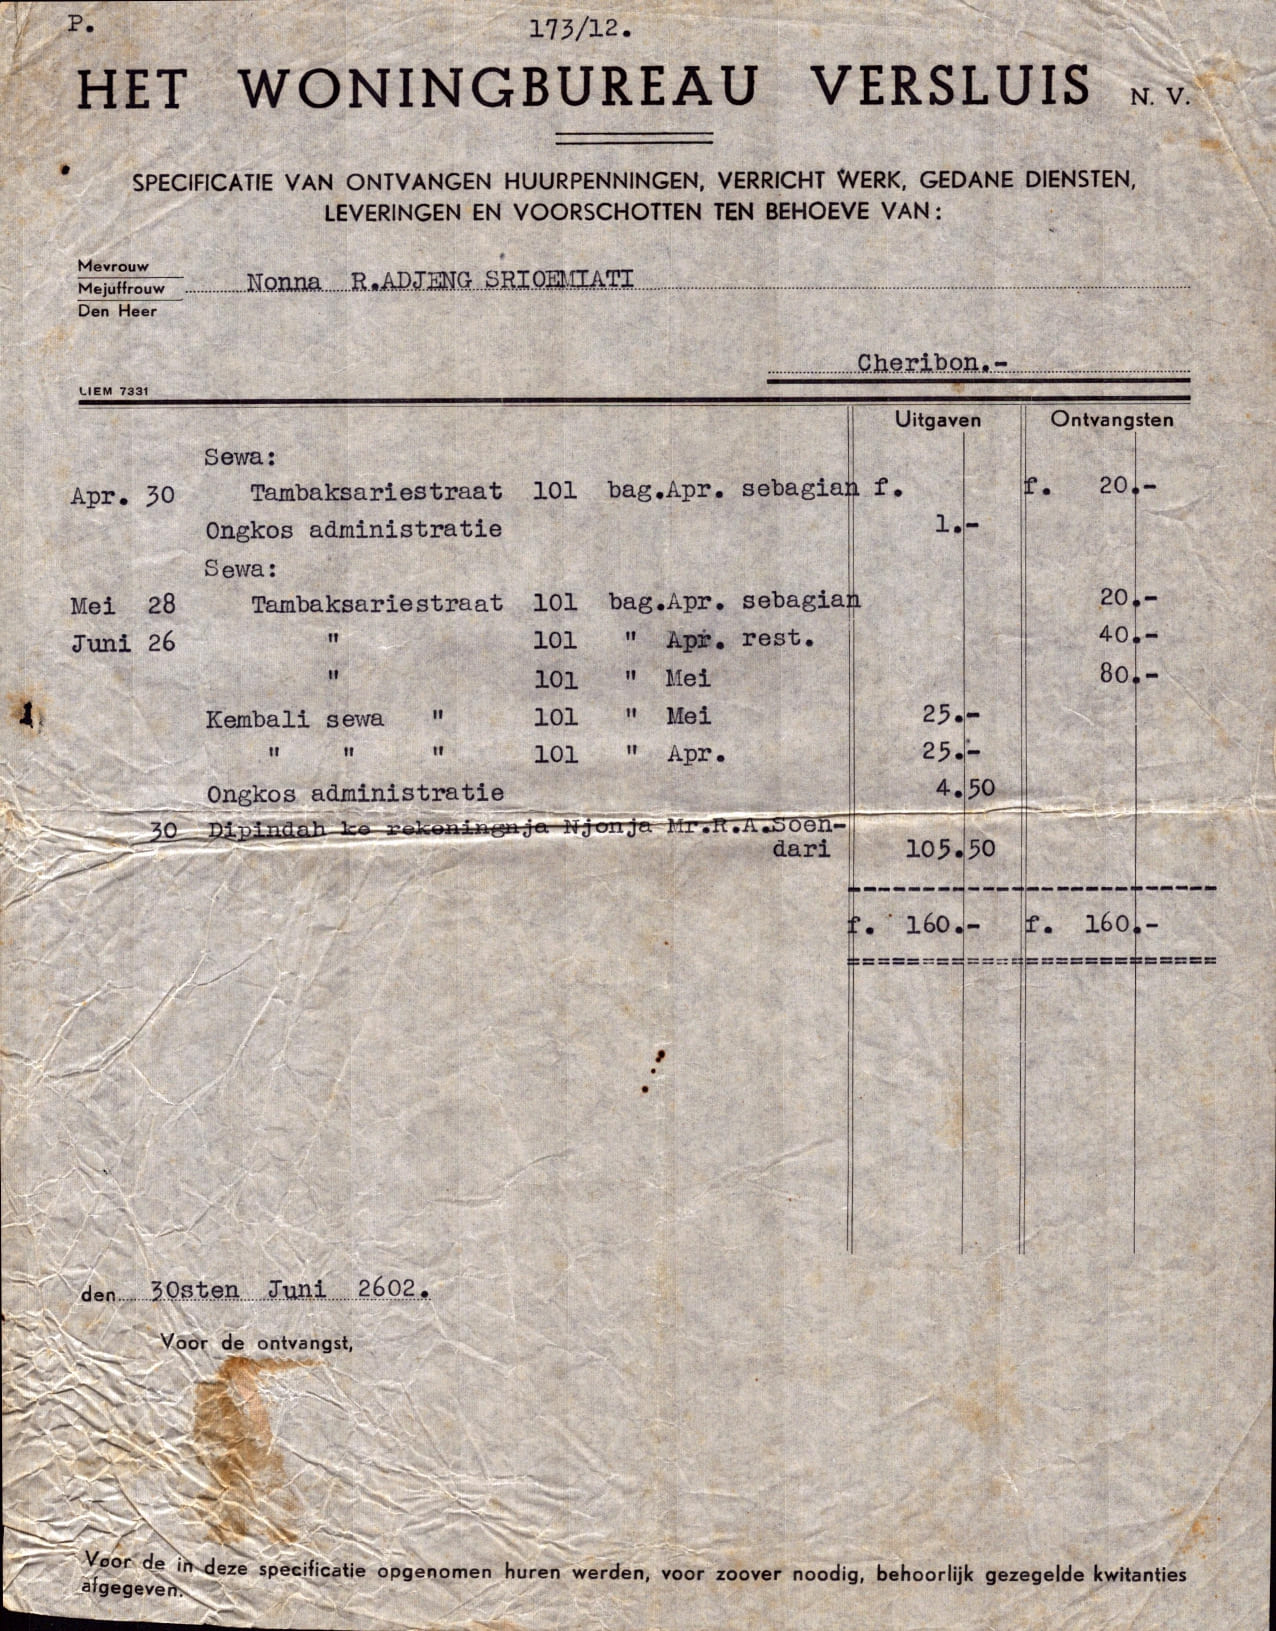 P.
173/12.
HET WONINGBUREAU VERSLUIS N. V.
SPECIFICATIE VAN ONTVANGEN HUURPENNINGEN, VERRICHT WERK, GEDANE DIENSTEN,
LEVERINGEN EN VOORSCHOTTEN TEN BEHOEVE VAN:
Mevrouw
Mejuffrouw Nonna R.ADJENG SRIOEMIATI
Den Heer
Cheribon.-
LIEM 7331
Uitgaven Ontvangsten
Sewa:
Apr. 30 Tambaksariestraat 101 bag.Apr. sebagian f. f. 20.-
Ongkos administratie 1.-
Sewa:
Mei 28 Tambaksariestraat 101 bag.Apr. sebagian 20.-
Juni 26 " 101 " Apr. rest. 40.-
" 101 " Mei 80.-
1
Kembali sewa " 101 " Mei 25.-
" " " 101 " Apr. 25.-
Ongkos administratie 4.50
30 Dipindah ke rekeningnja Njonja Mr.R.A.Soen-
dari 105.50
f. 160.- f. 160.-
den 30sten Juni 2602.
Voor de ontvangst,
Voor de in deze specificatie opgenomen huren werden, voor zoover noodig, behoorlijk gezegelde kwitanties
afgegeven.